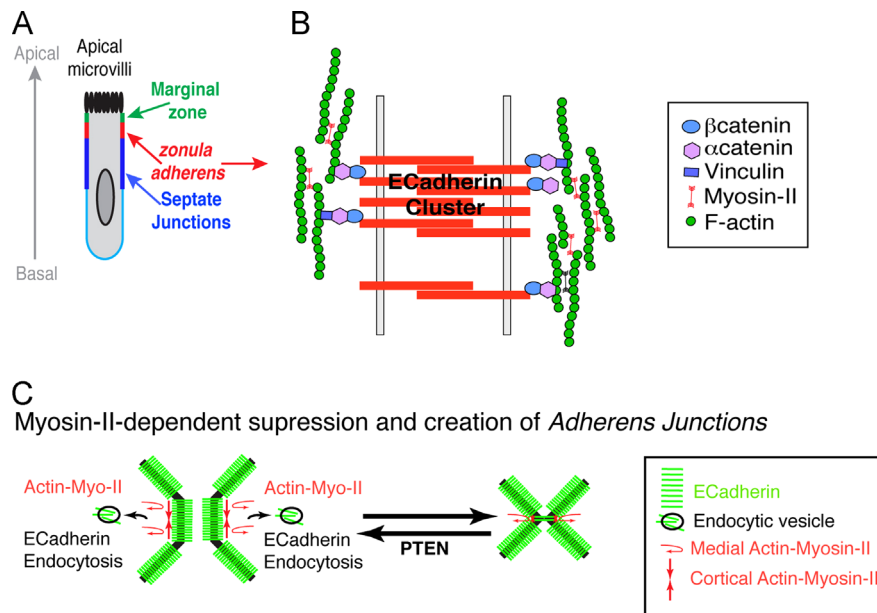 A
Apical
Basal
Apical
microvilli
Marginal
zone
zonula
adherens
Septate
Junctions
B
ECadherin
Cluster
βcatenin
αcatenin
Vinculin
Myosin-II
F-actin
C
Myosin-II-dependent supression and creation of Adherens Junctions
Actin-Myo-II
ECadherin
Endocytosis
Actin-Myo-II
ECadherin
Endocytosis
PTEN
ECadherin
Endocytic vesicle
Medial Actin-Myosin-II
Cortical Actin-Myosin-II